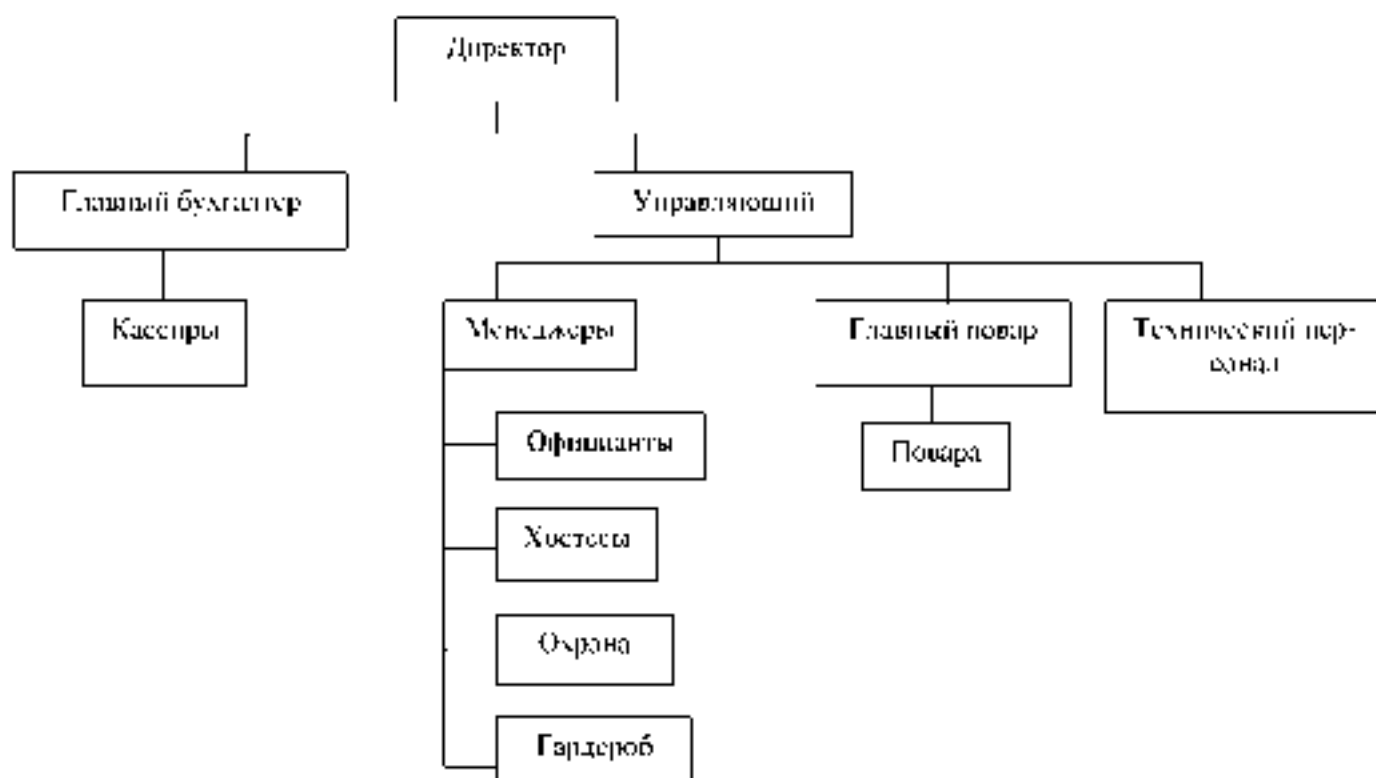 Директор
Главный бухгалтер
Управляющий
Кассиры
Менеджеры
Главный повар
Технический пер-
сонал
Официанты
Повара
Хостесы
Охрана
Гардероб